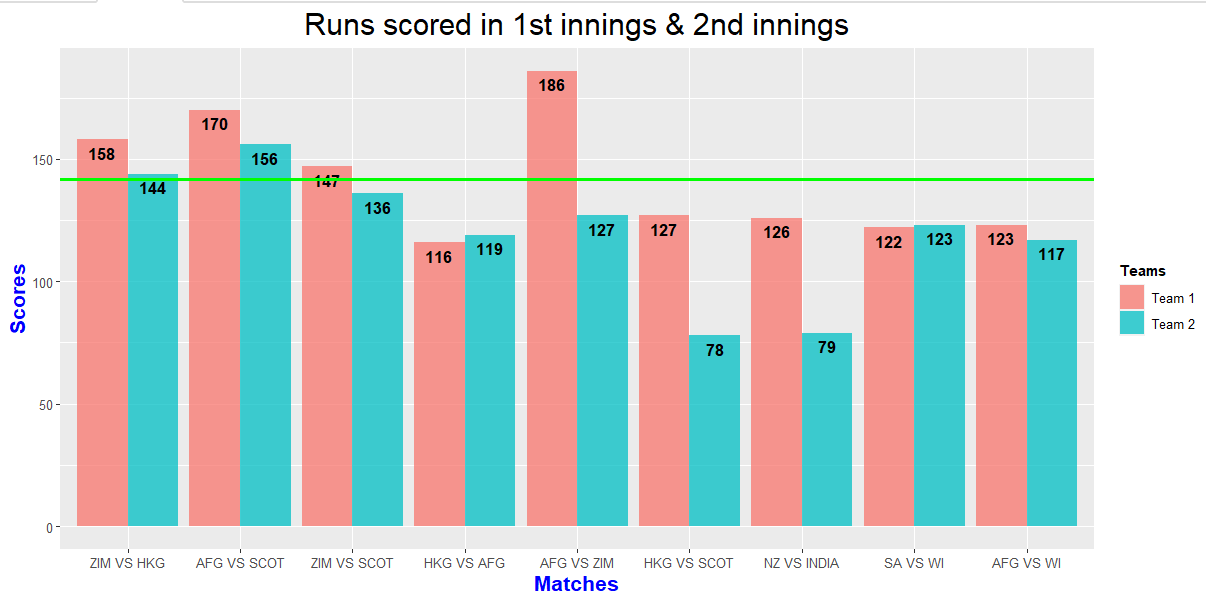 Runs scored in 1st innings & 2nd innings
186
170
158
156
150
147
144
136
127
127
126
122
123
123
116
119
117
Scores
100
78
79
50
0
ZIM VS HKG
AFG VS SCOT
ZIM VS SCOT
HKG VS AFG
AFG VS ZIM
HKG VS SCOT
NZ VS INDIA
SA VS WI
AFG VS WI
Matches
Teams
Team 1
Team 2